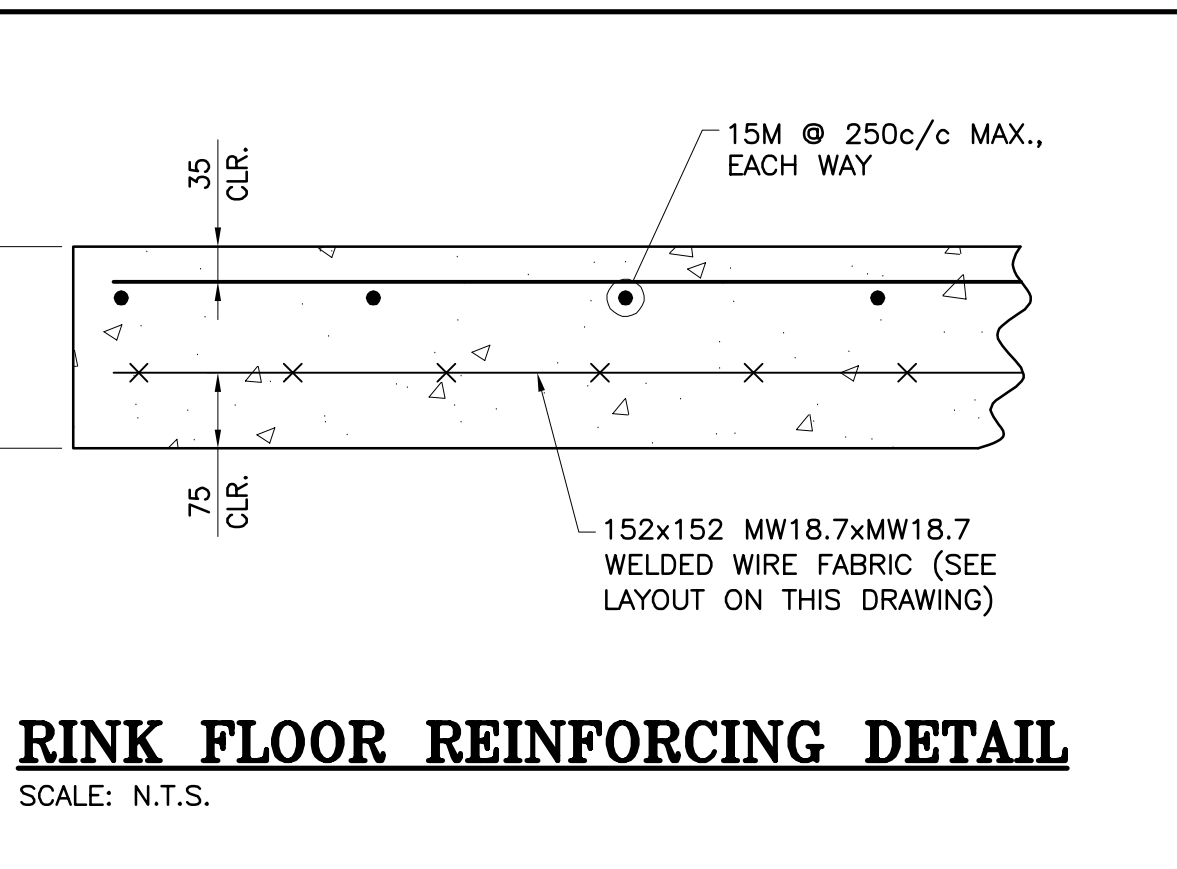 15M @ 250c/c MAX.,
EACH WAY
35
CLR.
75
CLR.
152x152 MW18.7xMW18.7
WELDED WIRE FABRIC (SEE
LAYOUT ON THIS DRAWING)
RINK FLOOR REINFORCING DETAIL
SCALE: N.T.S.